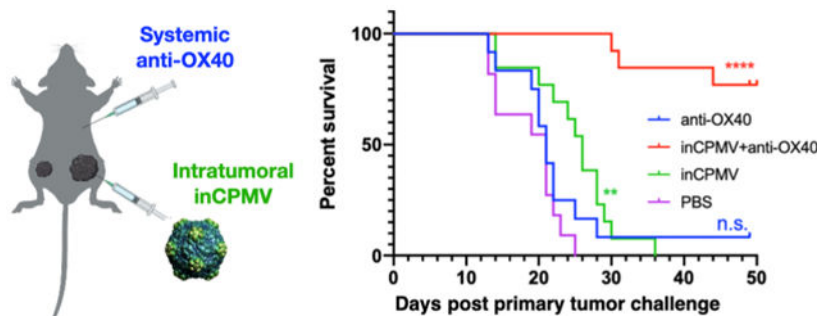 Systemic
anti-OX40
Intratumoral
inCPMV
Percent survival
100
50
0
****
anti-OX40
inCPMV+anti-OX40
inCPMV
PBS
**
n.s.
0 10 20 30 40 50
Days post primary tumor challenge